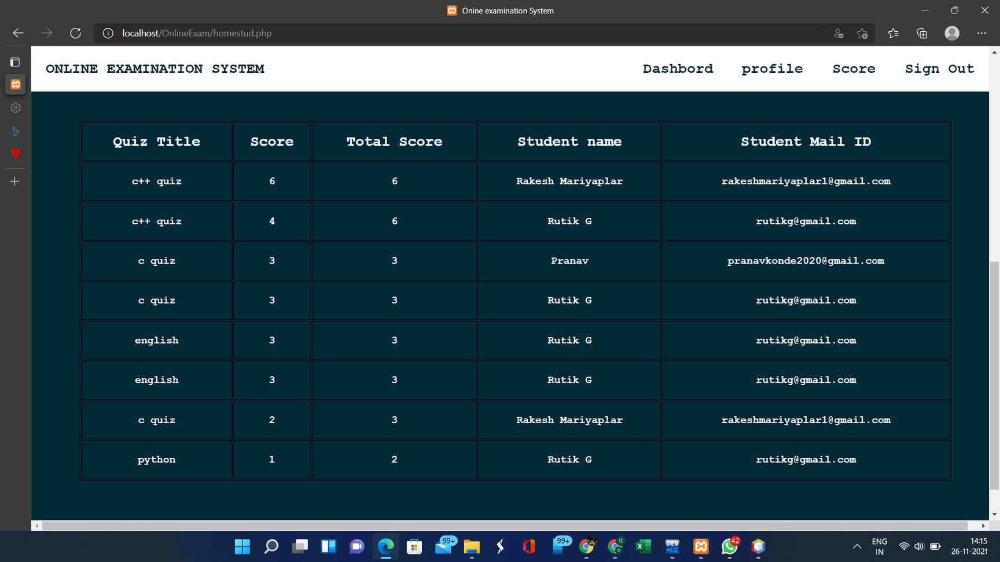 Onine examination System
localhost/OnlineExam/homestud.php
ONLINE EXAMINATION SYSTEM Dashbord profile Score Sign Out
Quiz Title Score Total Score Student name Student Mail ID
c++ quiz 6 6 Rakesh Mariyaplar rakeshmariyaplar1@gmail.com
c++ quiz 4 6 Rutik G rutikg@gmail.com
c quiz 3 3 Pranav pranavkonde2020@gmail.com
c quiz 3 3 Rutik G rutikg@gmail.com
english 3 3 Rutik G rutikg@gmail.com
english 3 3 Rutik G rutikg@gmail.com
c quiz 2 3 Rakesh Mariyaplar rakeshmariyaplar1@gmail.com
python 1 2 Rutik G rutikg@gmail.com
99+ 99+ G DEV 42 ENG 14:15
IN 26-11-2021